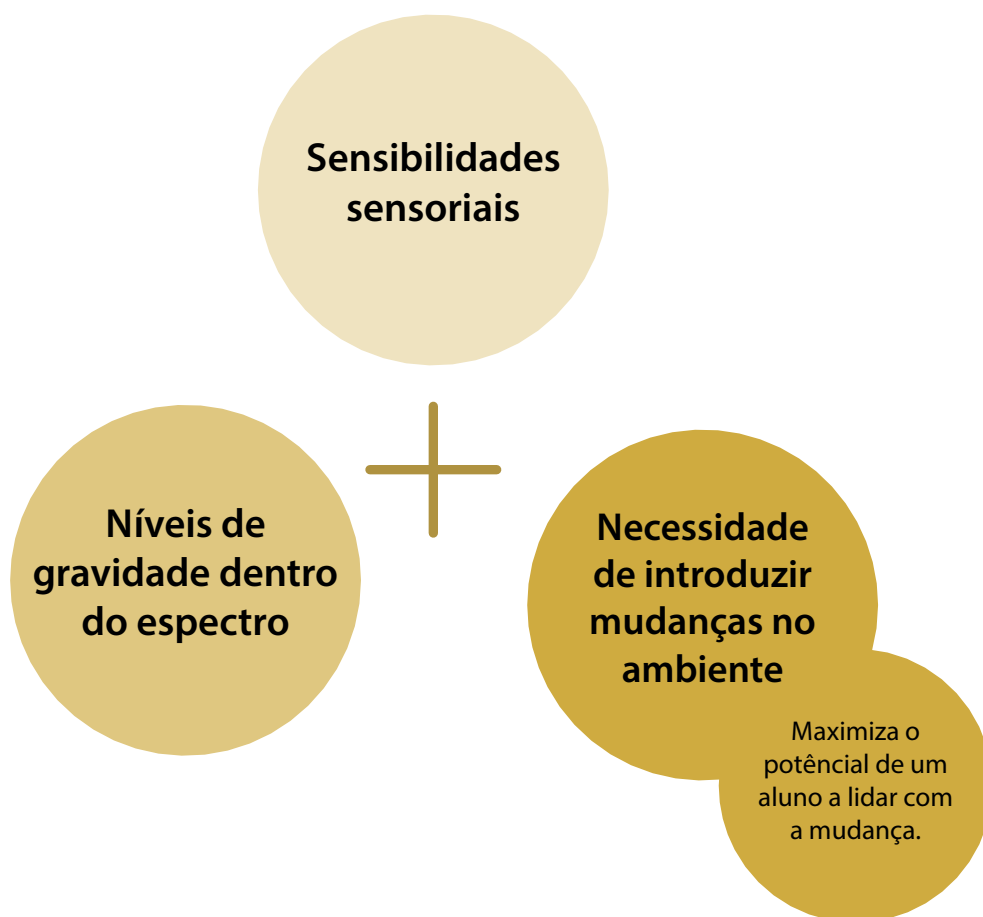 Sensibilidades
sensoriais
Níveis de
gravidade dentro
do espectro
Necessidade
de introduzir
mudanças no
ambiente
Maximiza o
potêncial de um
aluno a lidar com
a mudança.